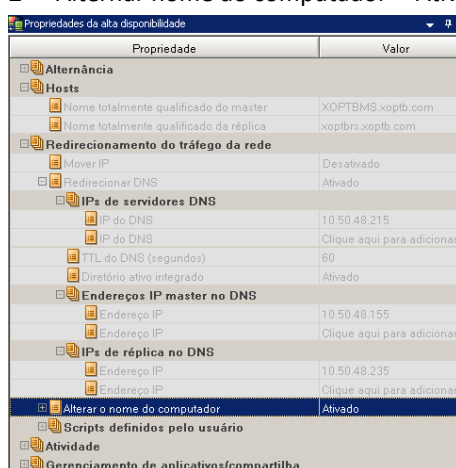 Propriedades da alta disponibilidade
Propriedade Valor
Alternância
Hosts
Nome totalmente qualificado do master XOPTBMS.xoptb.com
Nome totalmente qualificado da réplica xoptbrs.xoptb.com
Redirecionamento do tráfego da rede
Mover IP Desativado
Redirecionar DNS Ativado
IPs de servidores DNS
IP do DNS 10.50.48.215
IP do DNS Clique aqui para adicionar
TTL do DNS (segundos) 60
Diretório ativo integrado Ativado
Endereços IP master no DNS
Endereço IP 10.50.48.155
Endereço IP Clique aqui para adicionar
IPs de réplica no DNS
Endereço IP 10.50.48.235
Endereço IP Clique aqui para adicionar
Alterar o nome do computador Ativado
Scripts definidos pelo usuário
Atividade
Gerenciamento de aplicativos/compartilha